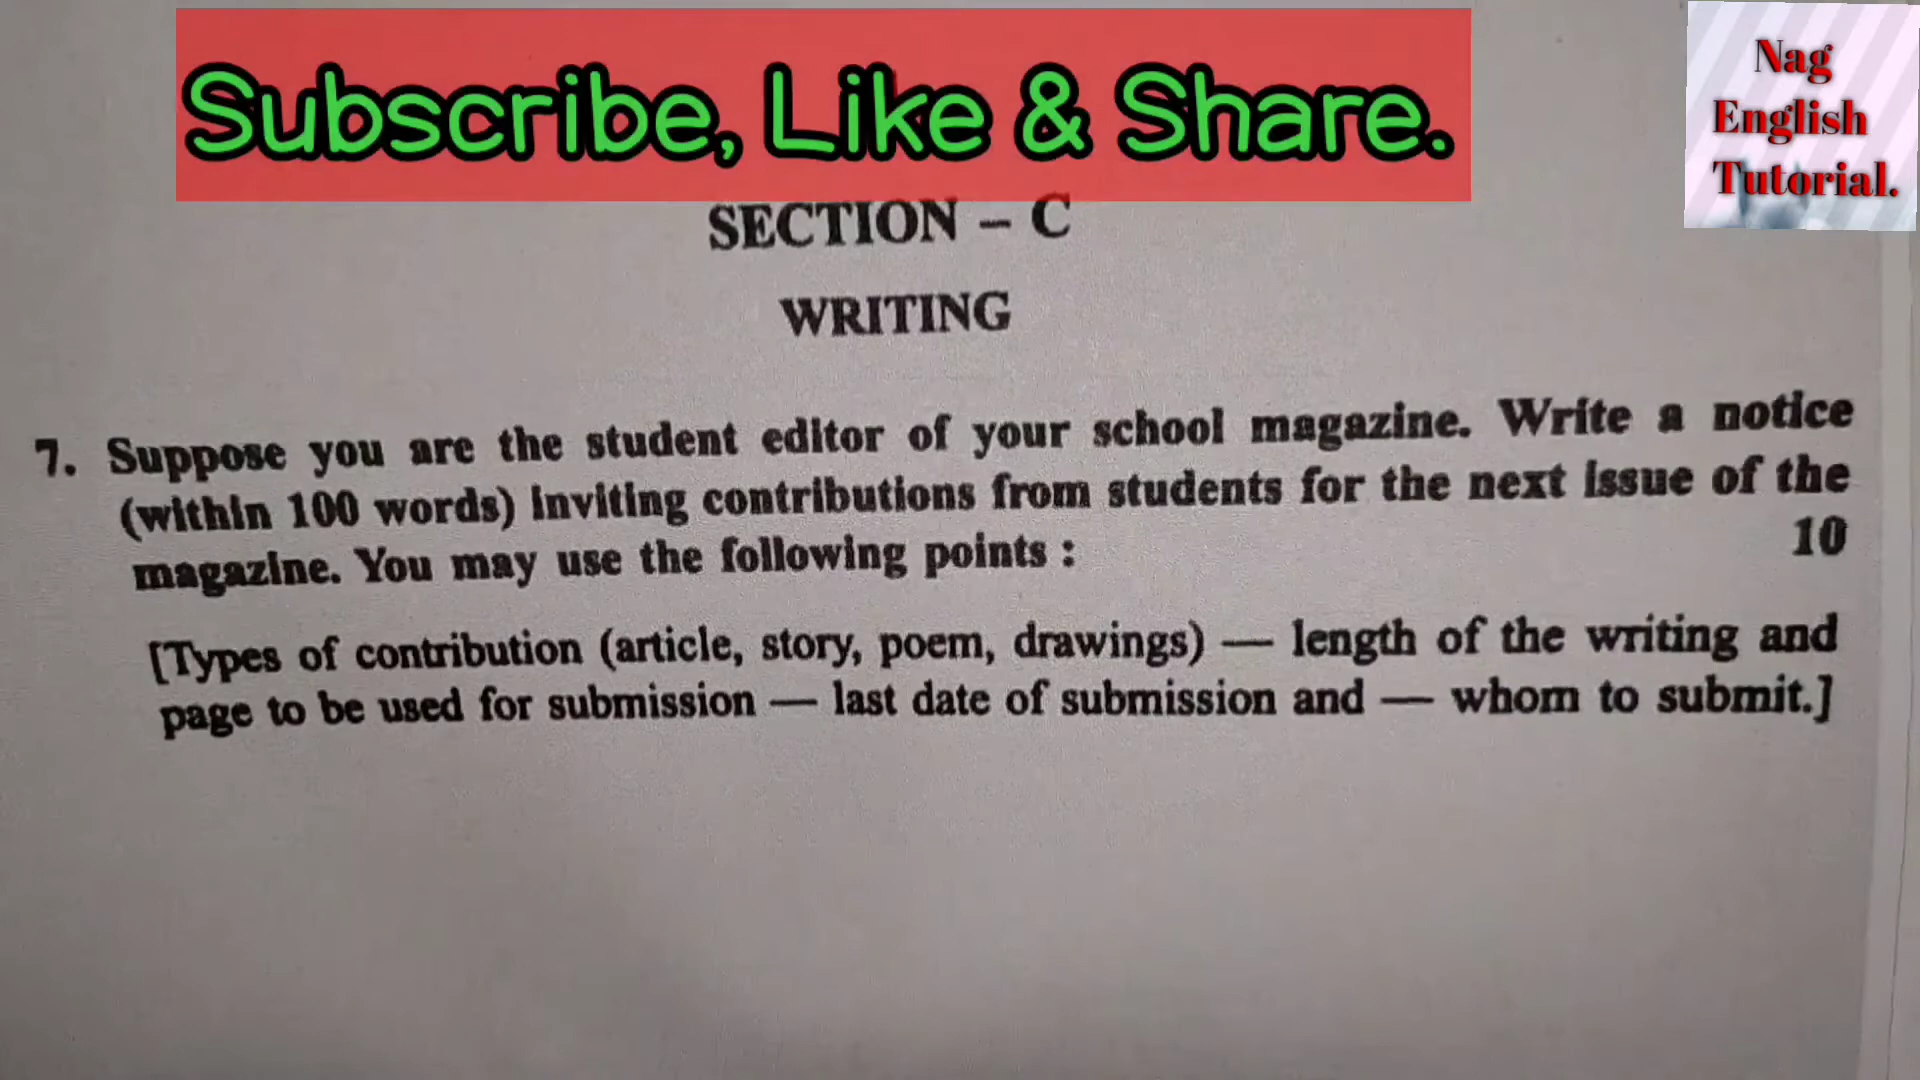 Subscribe, Like & Share.
Nag
English
Tutorial.
SECTION – C
WRITING
7. Suppose you are the student editor of your school magazine. Write a notice
(within 100 words) inviting contributions from students for the next issue of the
magazine. You may use the following points : 10
[Types of contribution (article, story, poem, drawings) — length of the writing and
page to be used for submission — last date of submission and — whom to submit.]